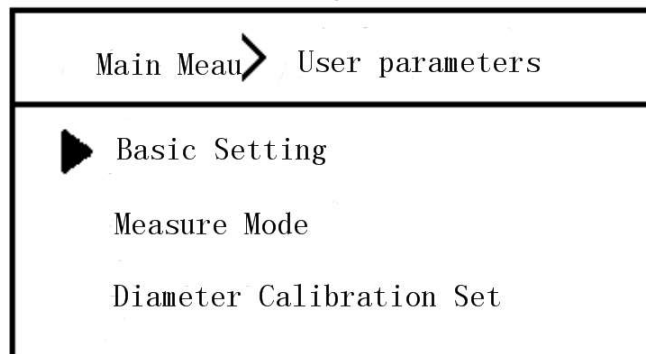 Main Meau> User parameters
Basic Setting
Measure Mode
Diameter Calibration Set